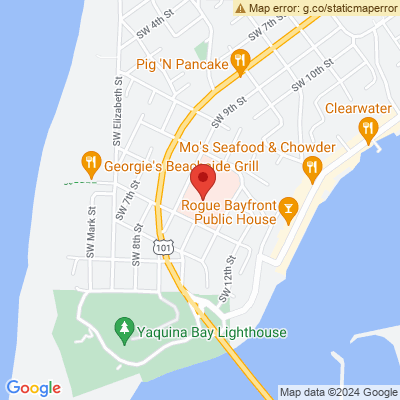 Map error: g.co/staticmaperror
SW 4th St
SW 7th St
Pig 'N Pancake
SW 10th St
SW Elizabeth St
SW 9th St
Clearwater
Mo's Seafood & Chowder
Georgie's Beachside Grill
SW 7th St
Rogue Bayfront
Public House
SW Mark St
SW 8th St
101
SW 12th St
Yaquina Bay Lighthouse
Google
Map data ©2024 Google